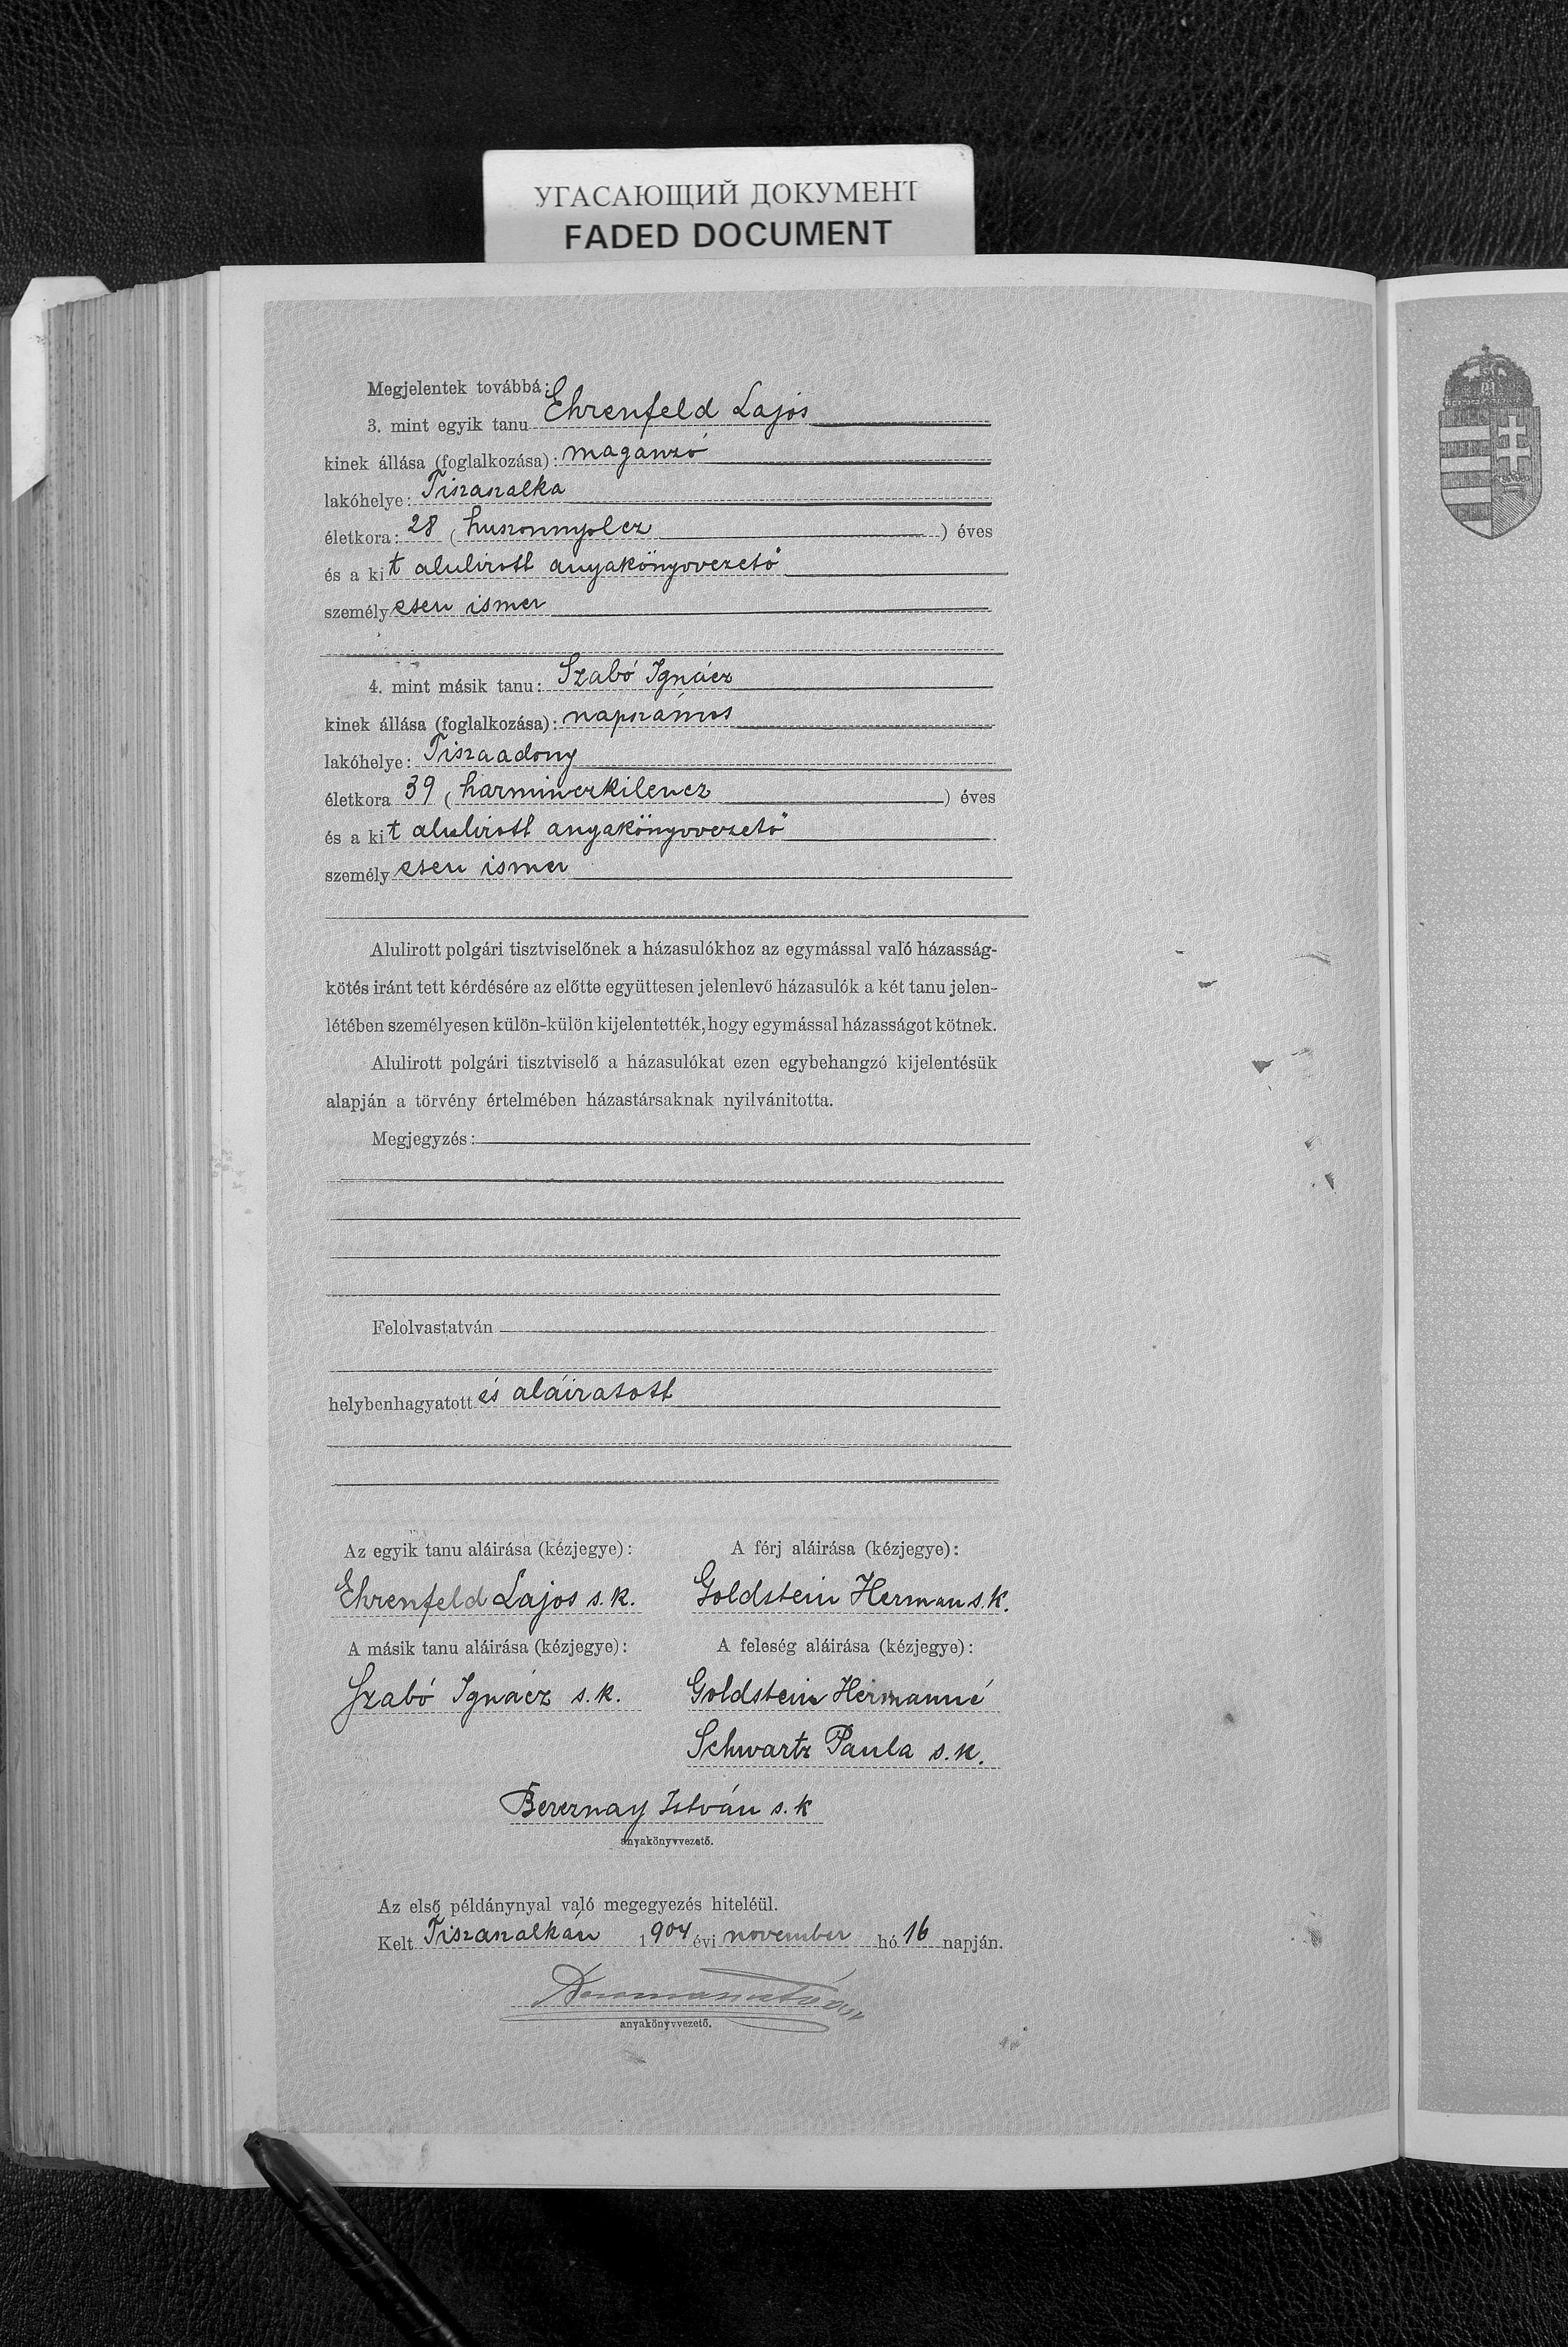 УГАСАЮЩИЙ ДОКУМЕНТ
FADED DOCUMENT
Megjelentek továbbá:
3. mint egyik tanu Ehrenfeld Lajos
kinek állása (foglalkozása): maganzó
lakóhelye: Tiszaszalka
életkora: 28 (huszonnyolcz) éves
és a kit alulirott anyakönyvvezető
személyesen ismer
4. mint másik tanu: Szabó Ignácz
kinek állása (foglalkozása): napszámos
lakóhelye: Tiszaadony
életkora 39 (harminczkilencz) éves
és a kit alulirott anyakönyvvezető
személyesen ismer
Alulirott polgári tisztviselőnek a házasulókhoz az egymással való házasság-
kötés iránt tett kérdésére az előtte együttesen jelenlevő házasulók a két tanu jelen-
létében személyesen külön-külön kijelentették, hogy egymással házasságot kötnek.
Alulirott polgári tisztviselő a házasulókat ezen egybehangzó kijelentésük
alapján a törvény értelmében házastársaknak nyilvánitotta.
Megjegyzés:
Felolvastatván
helybenhagyatott és aláiratott
Az egyik tanu aláirása (kézjegye): A férj aláirása (kézjegye):
Ehrenfeld Lajos s.k. Goldstein Herman s.k.
A másik tanu aláirása (kézjegye): A feleség aláirása (kézjegye):
Szabó Ignácz s.k. Goldstein Hermanné
Schwartz Paula s.k.
Bereznay István s.k
anyakönyvvezető.
Az első példánynyal való megegyezés hiteléül.
Kelt Tiszaszalkán 1904 évi november hó 16 napján.
anyakönyvvezető.